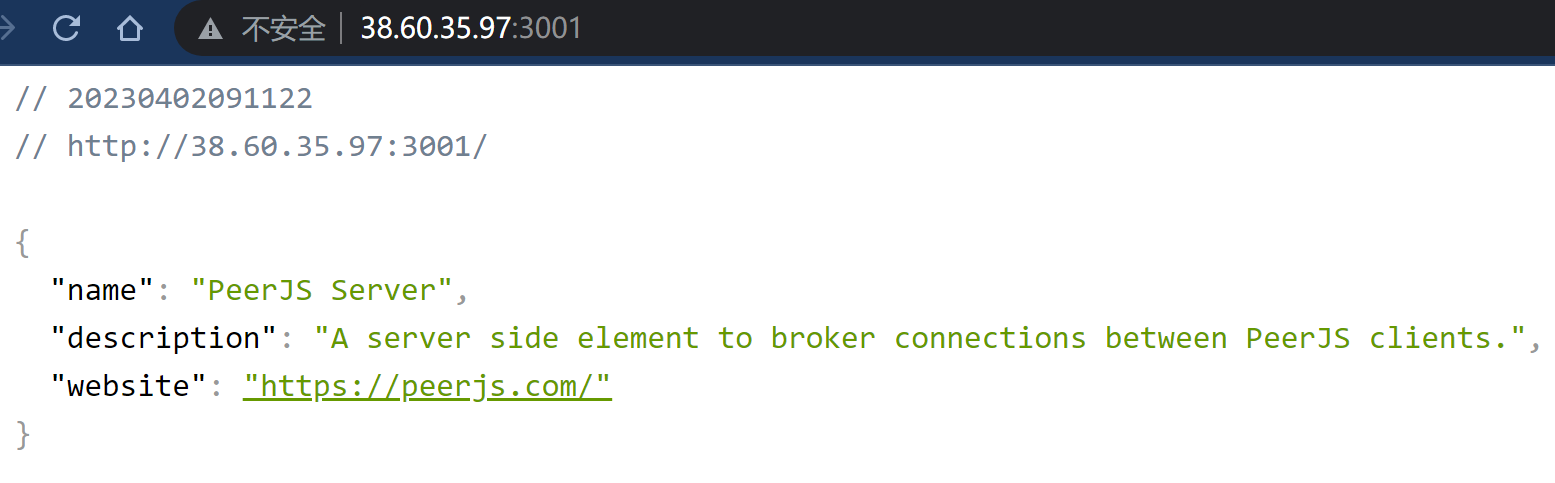 不安全 | 38.60.35.97:3001
// 20230402091122
// http://38.60.35.97:3001/
{
"name": "PeerJS Server",
"description": "A server side element to broker connections between PeerJS clients.",
"website": "https://peerjs.com/"
}